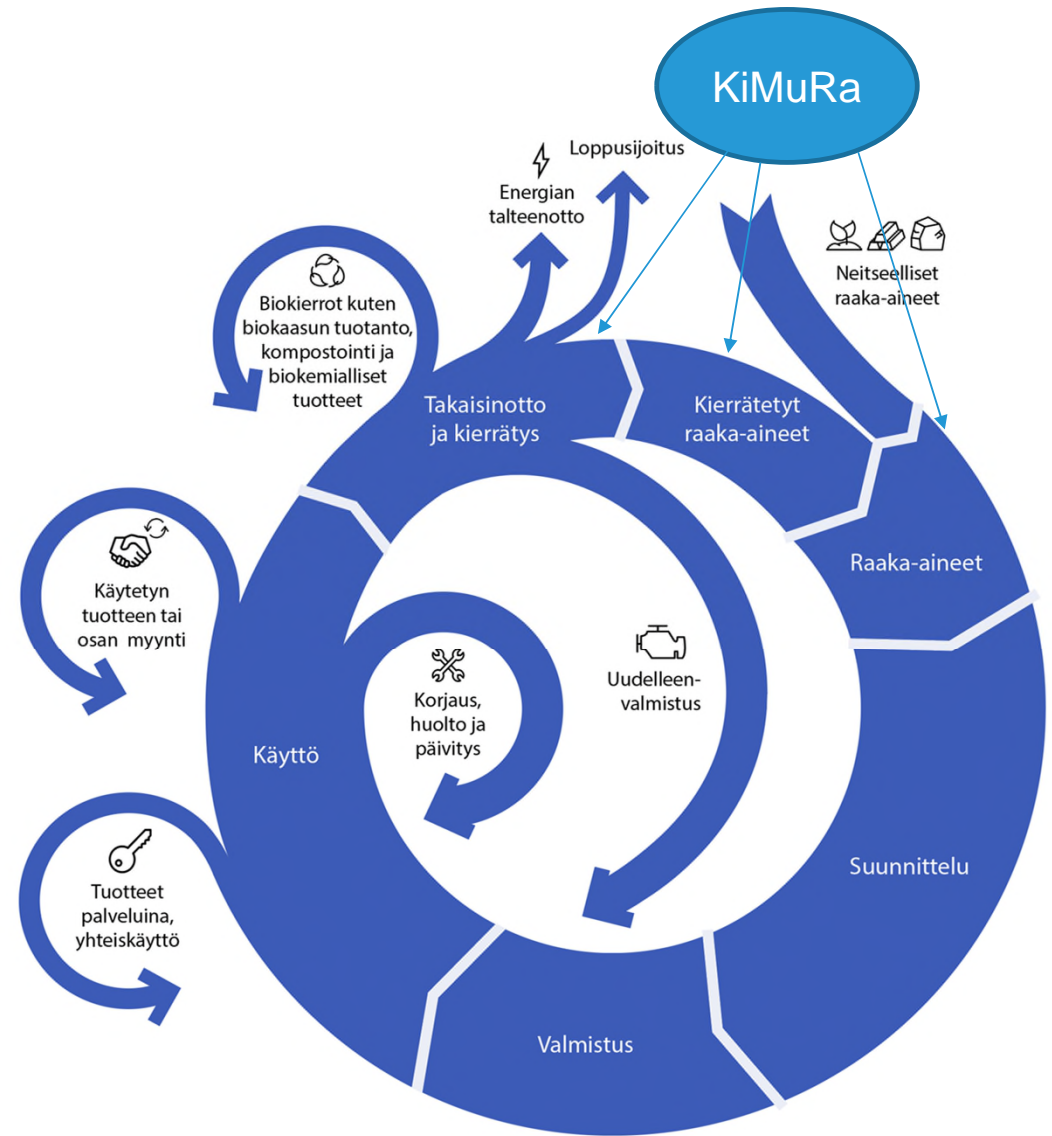 KiMuRa
Loppusijoitus
Energian
talteenotto
Neitseelliset
raaka-aineet
Biokierrot kuten
biokaasun tuotanto,
kompostointi ja
biokemialliset
tuotteet
Takaisinotto
ja kierrätys
Kierrätetyt
raaka-aineet
Raaka-aineet
Käytetyn
tuotteen tai
osan myynti
Korjaus,
huolto ja
päivitys
Uudelleen-
valmistus
Käyttö
Suunnittelu
Tuotteet
palveluina,
yhteiskäyttö
Valmistus